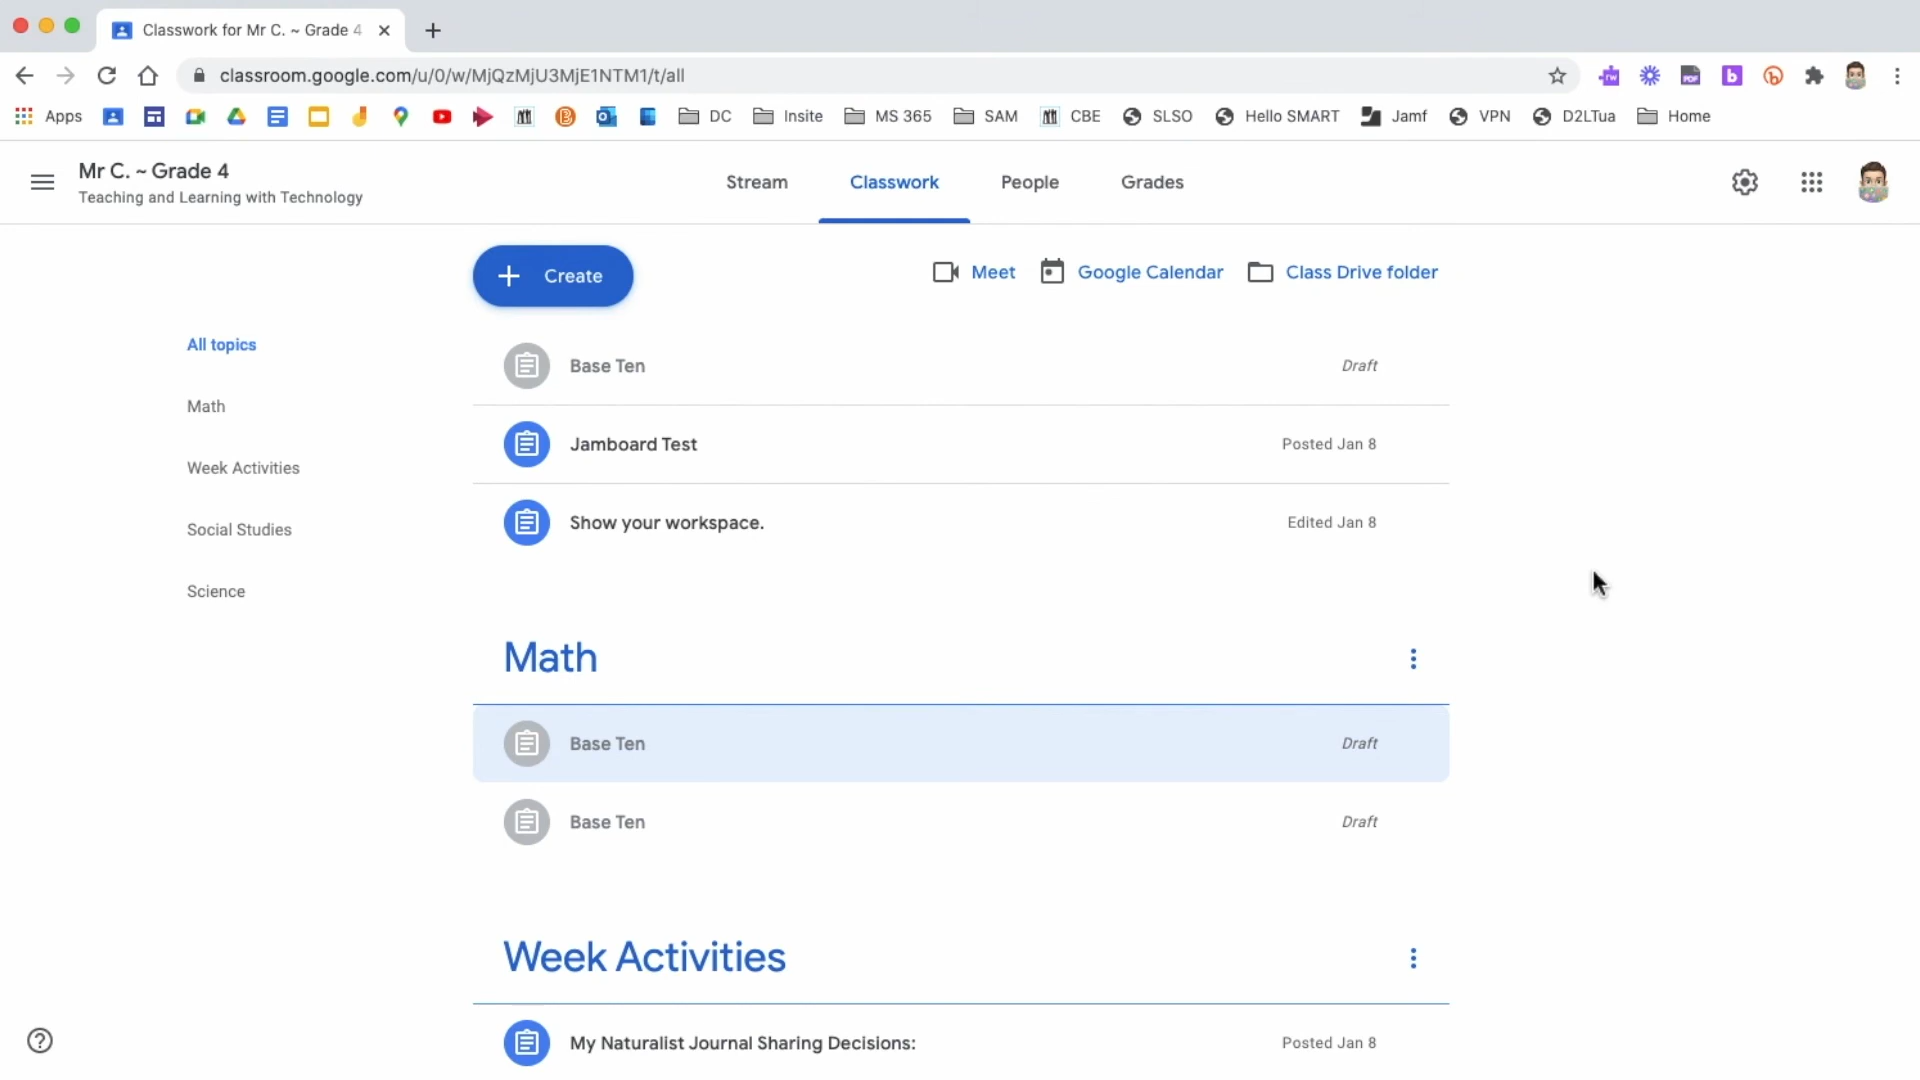 Classwork for Mr C. ~ Grade 4
classroom.google.com/u/0/w/MjQzMjU3MjE1NTM1/t/all
Apps DC Insite MS 365 SAM CBE SLSO Hello SMART Jamf VPN D2LTua Home
Mr C. ~ Grade 4
Teaching and Learning with Technology
Stream Classwork People Grades
Create
Meet Google Calendar Class Drive folder
All topics
Math
Week Activities
Social Studies
Science
Base Ten Draft
Jamboard Test Posted Jan 8
Show your workspace. Edited Jan 8
Math
Base Ten Draft
Base Ten Draft
Week Activities
My Naturalist Journal Sharing Decisions: Posted Jan 8